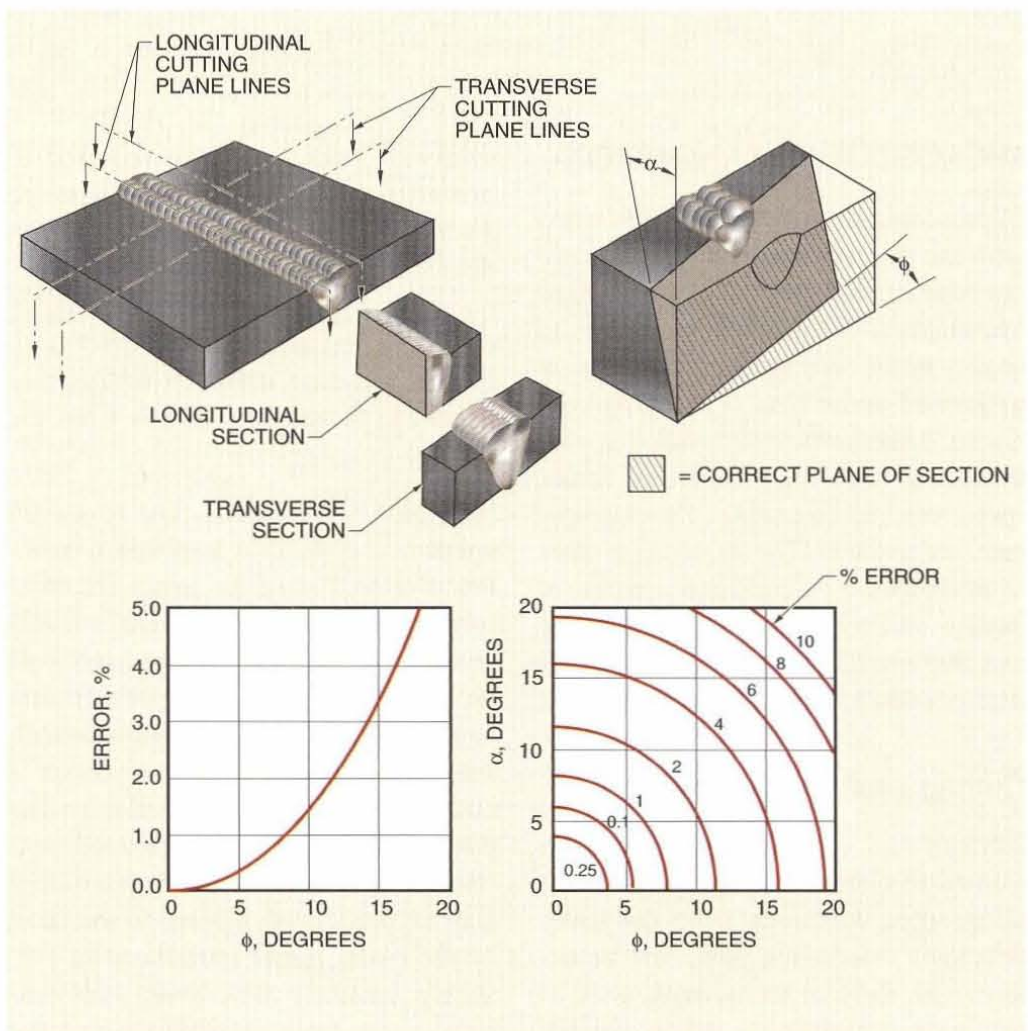 LONGITUDINAL
CUTTING
PLANE LINES
TRANSVERSE
CUTTING
PLANE LINES
α
ϕ
LONGITUDINAL
SECTION
TRANSVERSE
SECTION
= CORRECT PLANE OF SECTION
% ERROR
5.0
4.0
3.0
2.0
1.0
0.0
ERROR, %
0 5 10 15 20
ϕ, DEGREES
20
15
10
5
0
α, DEGREES
10
8
6
4
2
1
0.1
0.25
0 5 10 15 20
ϕ, DEGREES